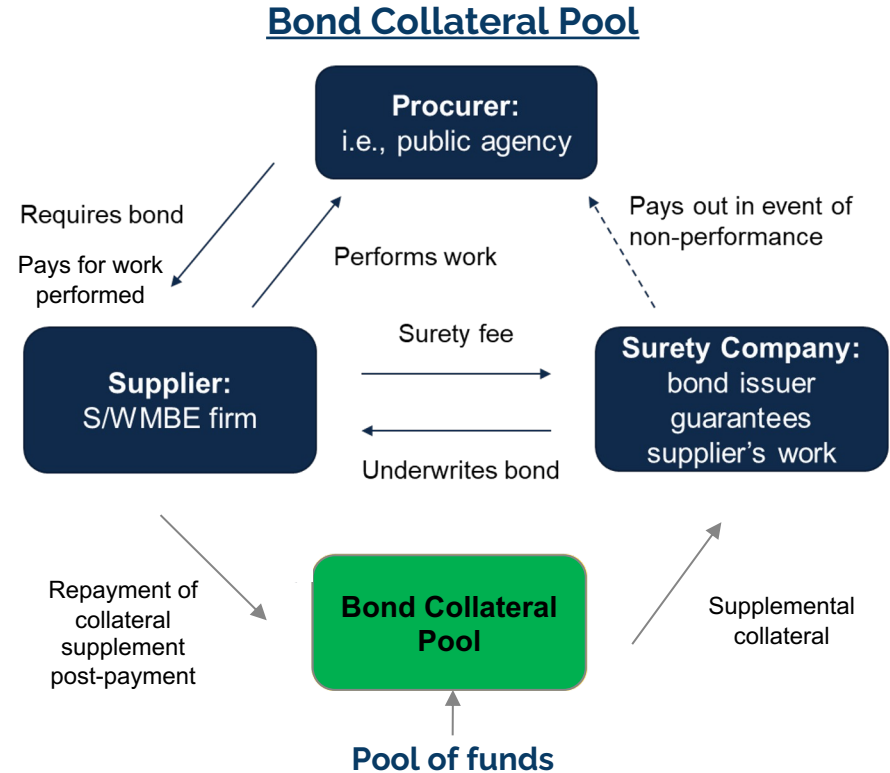 Bond Collateral Pool
Procurer:
i.e., public agency
Requires bond
Pays for work
performed
Performs work
Pays out in event of
non-performance
Supplier:
S/WMBE firm
Surety fee
Underwrites bond
Surety Company:
bond issuer
guarantees
supplier's work
Repayment of
collateral
supplement
post-payment
Bond Collateral
Pool
Supplemental
collateral
Pool of funds